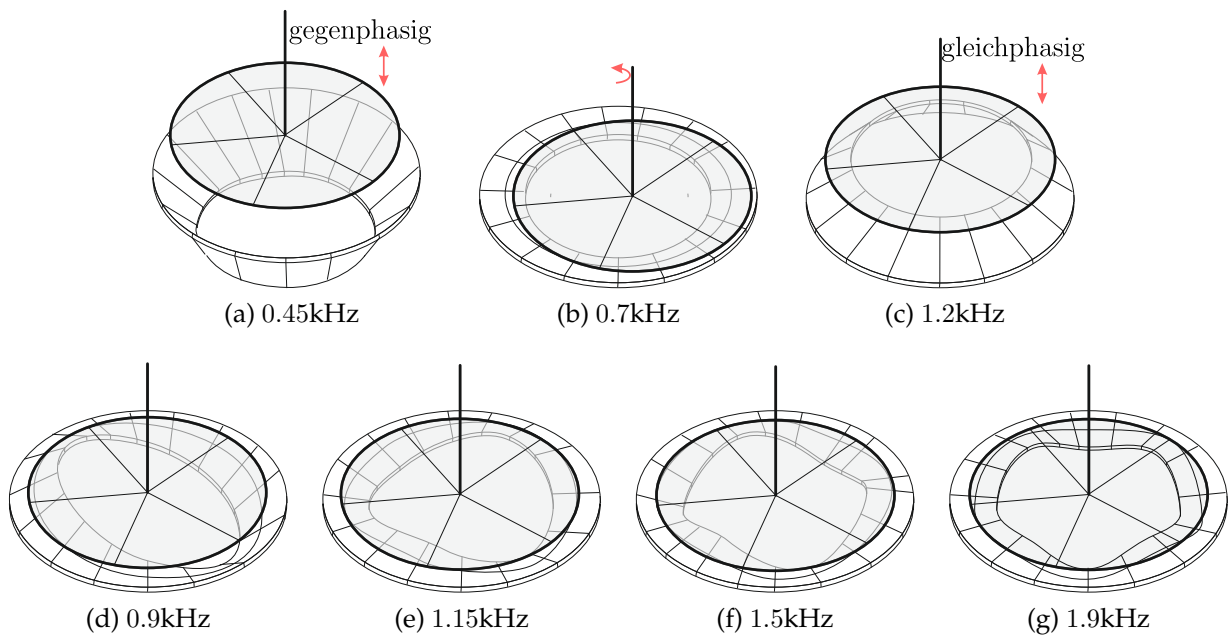 gegenphasig
gleichphasig
(a) 0.45kHz
(b) 0.7kHz
(c) 1.2kHz
(d) 0.9kHz
(e) 1.15kHz
(f) 1.5kHz
(g) 1.9kHz